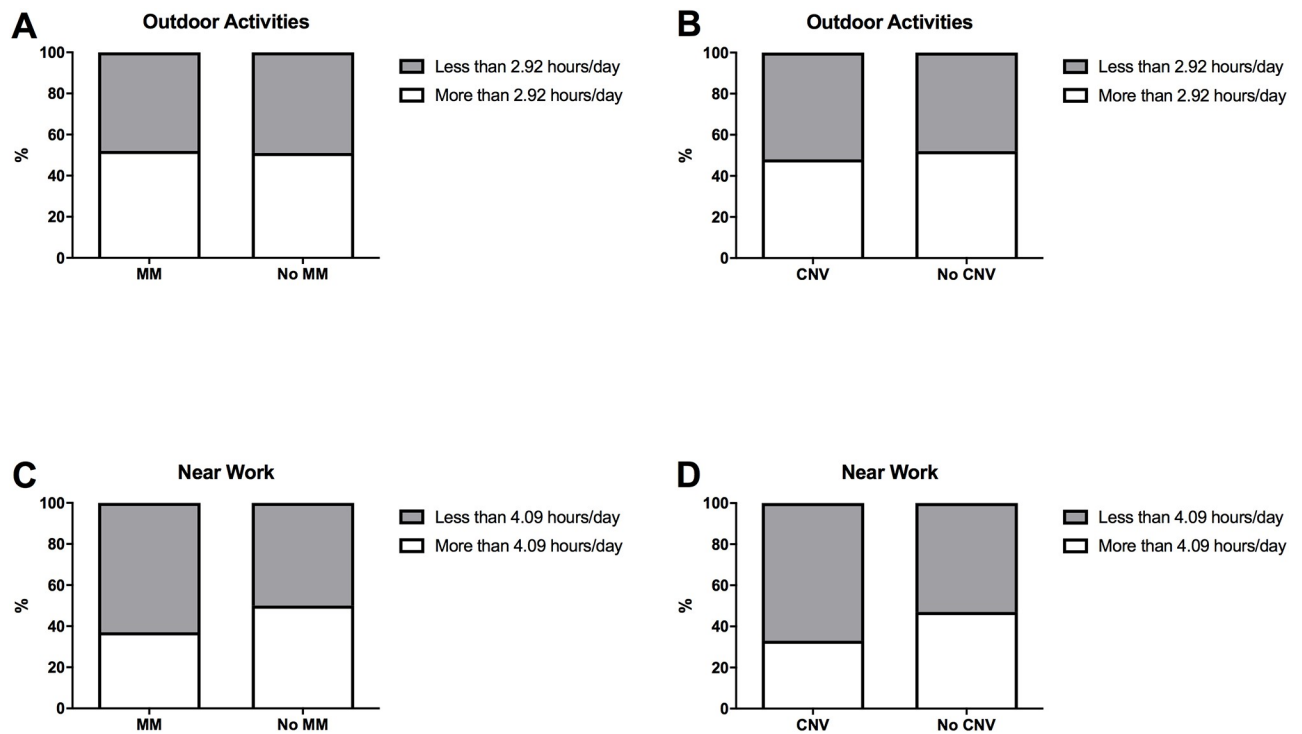 A
Outdoor Activities
100
80
60
40
20
0
%
MM
No MM
Less than 2.92 hours/day
More than 2.92 hours/day
B
Outdoor Activities
100
80
60
40
20
0
%
CNV
No CNV
Less than 2.92 hours/day
More than 2.92 hours/day
C
Near Work
100
80
60
40
20
0
%
MM
No MM
Less than 4.09 hours/day
More than 4.09 hours/day
D
Near Work
100
80
60
40
20
0
%
CNV
No CNV
Less than 4.09 hours/day
More than 4.09 hours/day